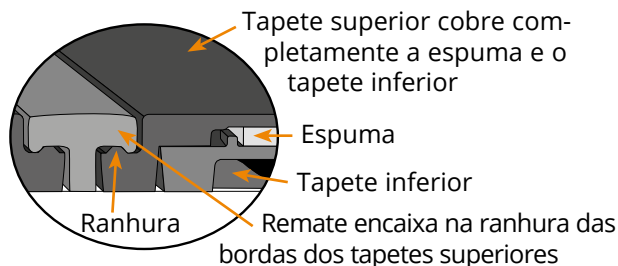 Tapete superior cobre com-
pletamente a espuma e o
tapete inferior
Espuma
Tapete inferior
Ranhura
Remate encaixa na ranhura das
bordas dos tapetes superiores